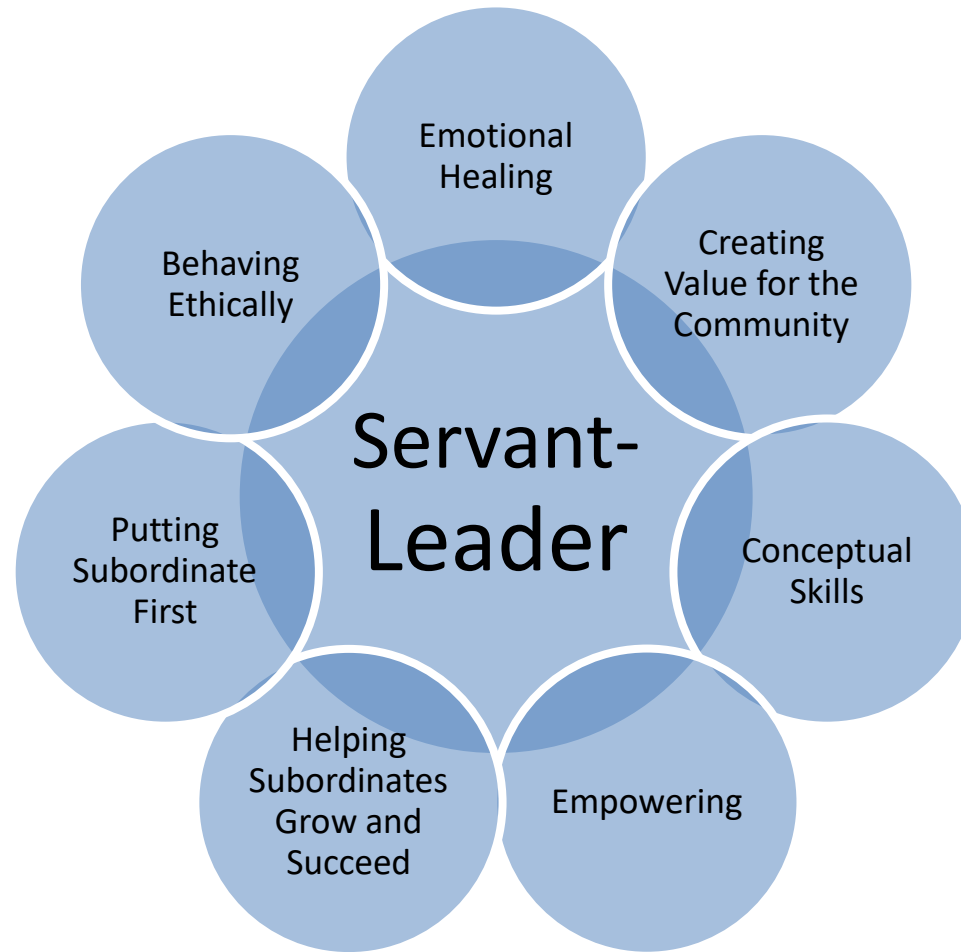 Emotional
Healing
Creating
Value for the
Community
Conceptual
Skills
Empowering
Helping
Subordinates
Grow and
Succeed
Putting
Subordinate
First
Behaving
Ethically
Servant-
Leader